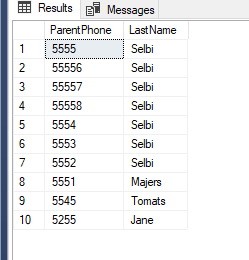 Results Messages
ParentPhone LastName
1 5555 Selbi
2 55556 Selbi
3 55557 Selbi
4 55558 Selbi
5 5554 Selbi
6 5553 Selbi
7 5552 Selbi
8 5551 Majers
9 5545 Tomats
10 5255 Jane